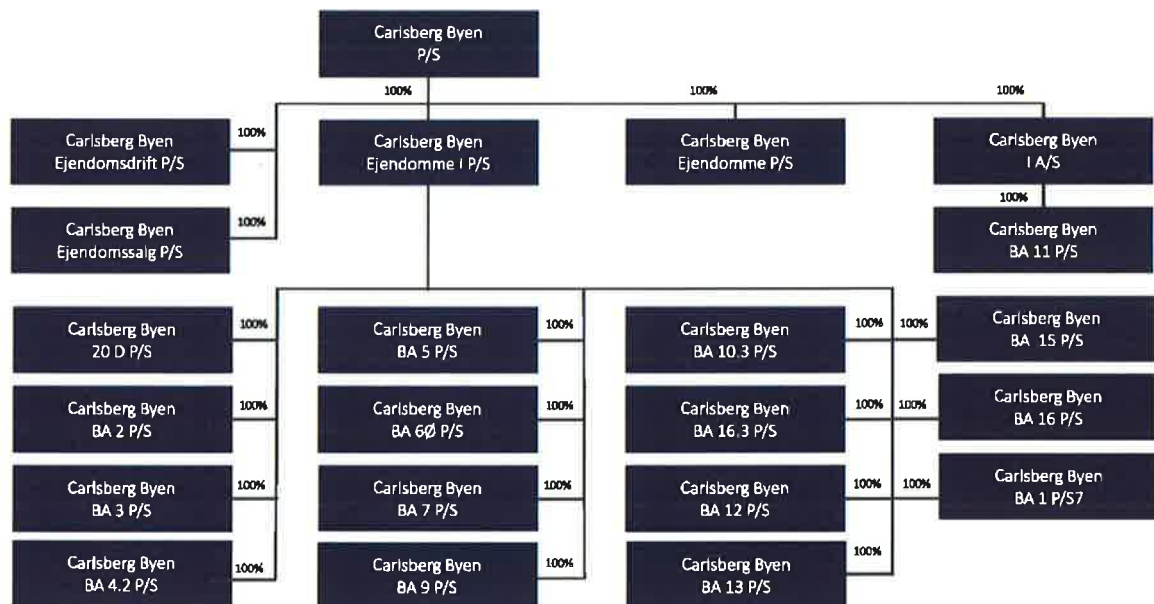 Carlsberg Byen
P/S
100%
100%
100%
Carlsberg Byen
Ejendomsdrift P/S
100%
Carlsberg Byen
Ejendomme I P/S
Carlsberg Byen
Ejendomme P/S
Carlsberg Byen
I A/S
Carlsberg Byen
Ejendomssalg P/S
100%
100%
Carlsberg Byen
BA 11 P/S
Carlsberg Byen
20 D P/S
100%
Carlsberg Byen
BA 5 P/S
100%
Carlsberg Byen
BA 10.3 P/S
100%
100%
Carlsberg Byen
BA 15 P/S
Carlsberg Byen
BA 2 P/S
100%
Carlsberg Byen
BA 6Ø P/S
100%
Carlsberg Byen
BA 16.3 P/S
100%
100%
Carlsberg Byen
BA 16 P/S
Carlsberg Byen
BA 3 P/S
100%
Carlsberg Byen
BA 7 P/S
100%
Carlsberg Byen
BA 12 P/S
100%
100%
Carlsberg Byen
BA 1 P/S7
Carlsberg Byen
BA 4.2 P/S
100%
Carlsberg Byen
BA 9 P/S
100%
Carlsberg Byen
BA 13 P/S
100%